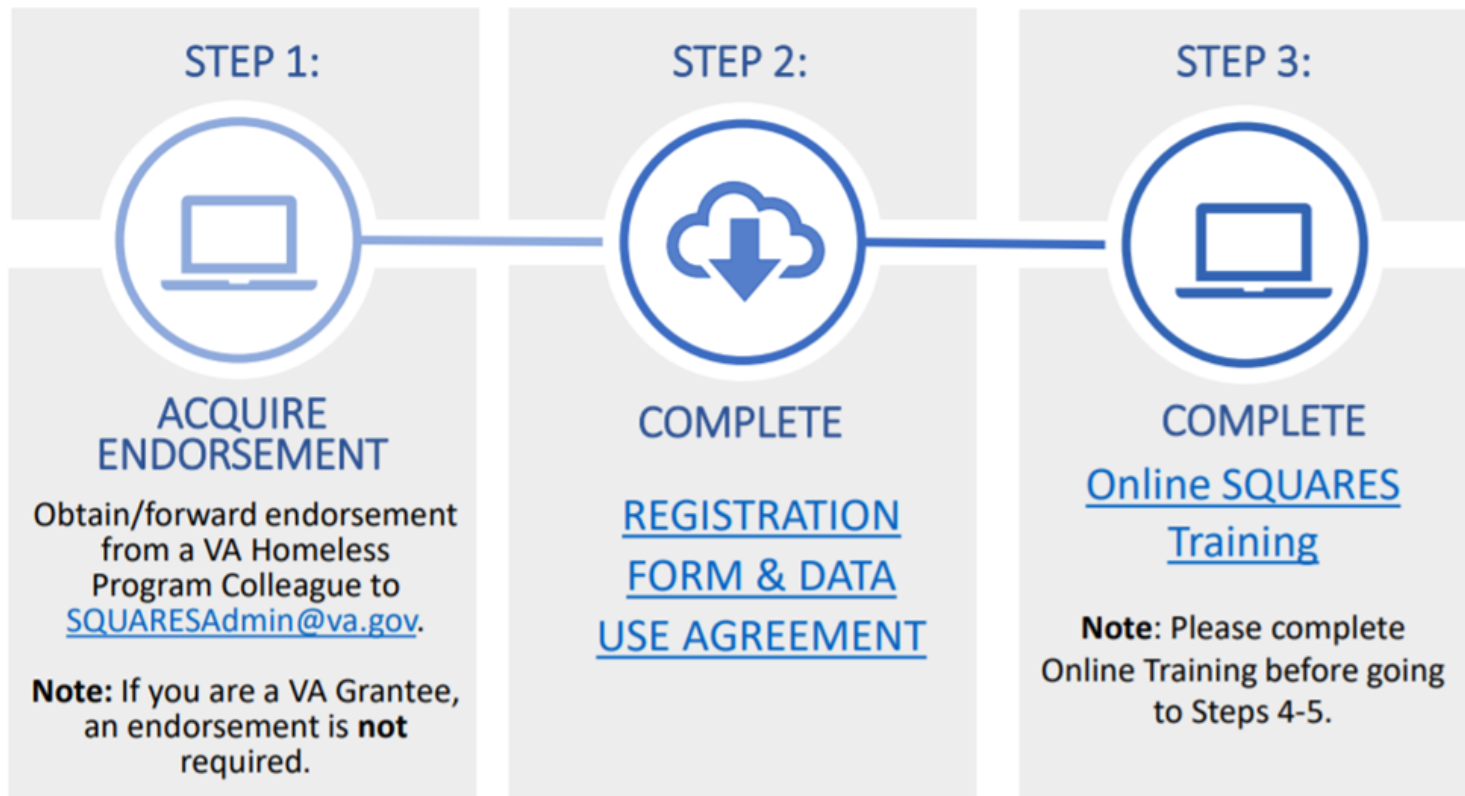 STEP 1:
ACQUIRE
ENDORSEMENT
Obtain/forward endorsement
from a VA Homeless
Program Colleague to
SQUARESAdmin@va.gov.
Note: If you are a VA Grantee,
an endorsement is not
required.
STEP 2:
COMPLETE
REGISTRATION
FORM & DATA
USE AGREEMENT
STEP 3:
COMPLETE
Online SQUARES
Training
Note: Please complete
Online Training before going
to Steps 4-5.